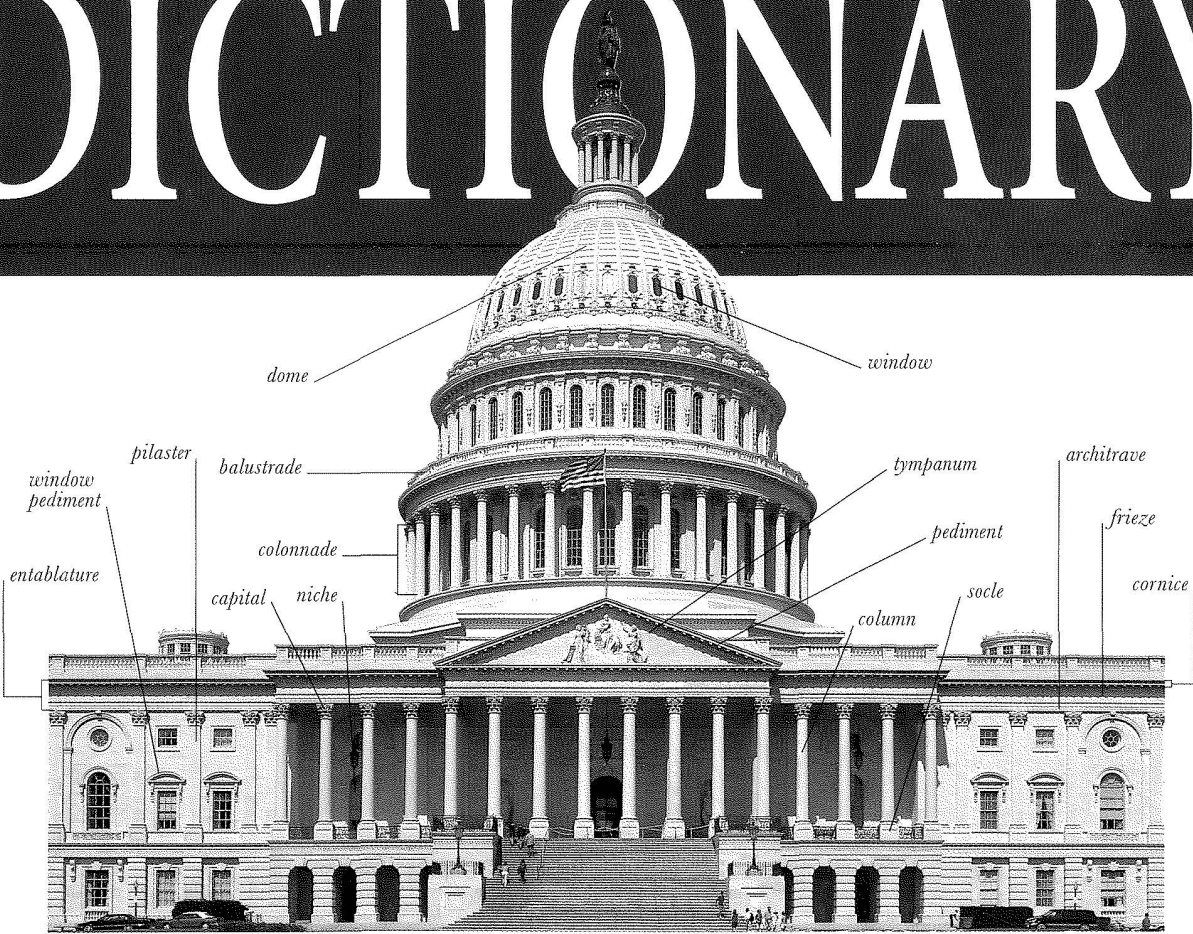 DICTIONARY
dome
window
pilaster
balustrade
window
pediment
tympanum
architrave
frieze
pediment
colonnade
entablature
cornice
capital
niche
socle
column